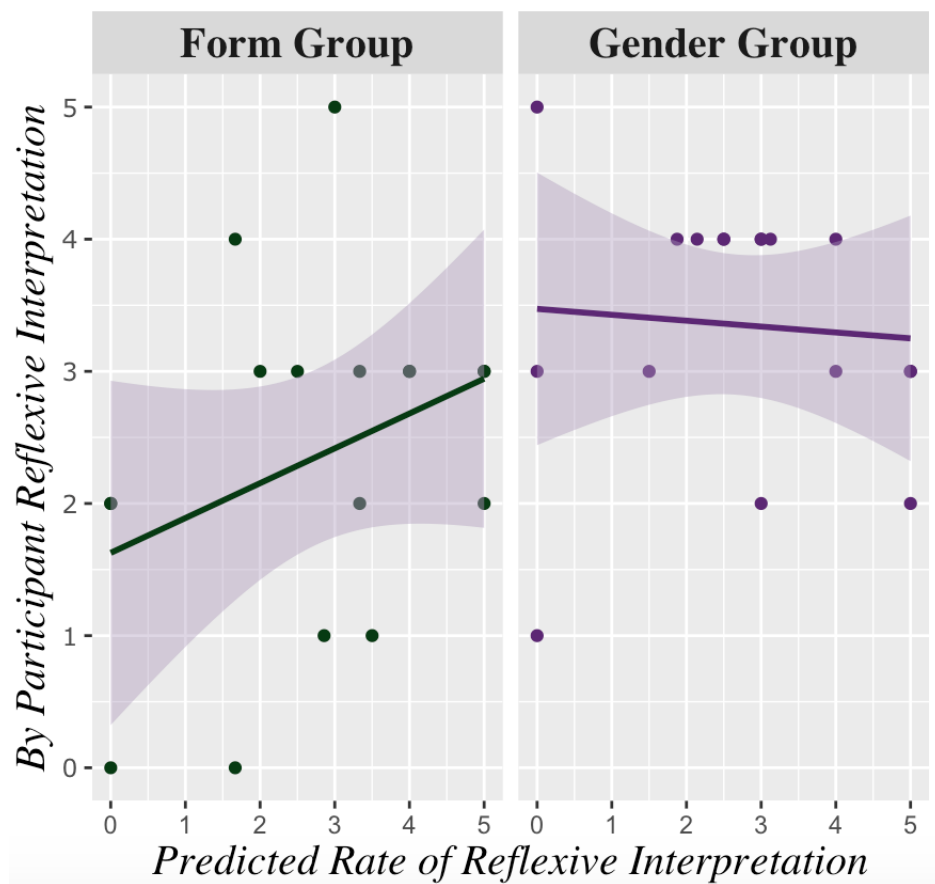 Form Group
Gender Group
By Participant Reflexive Interpretation
5
4
3
2
1
0
0 1 2 3 4 5
0 1 2 3 4 5
Predicted Rate of Reflexive Interpretation